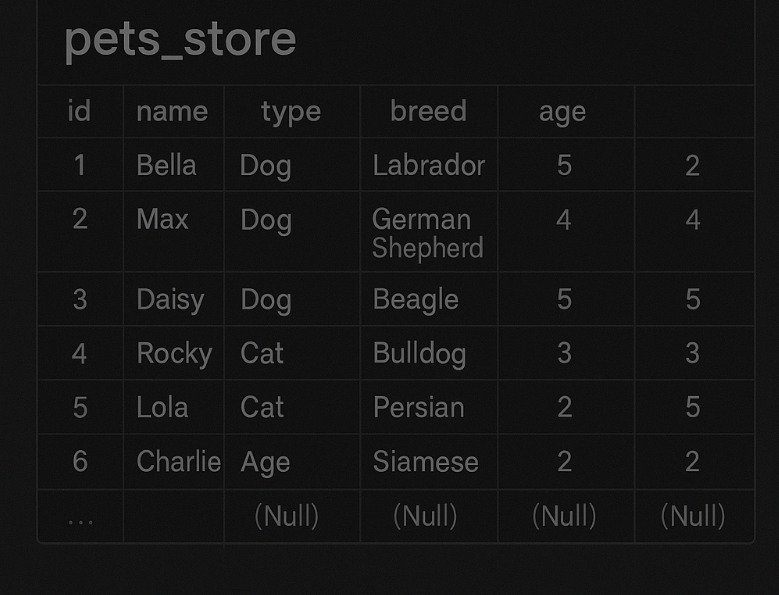 pets_store
id name type breed age
1 Bella Dog Labrador 5 2
2 Max Dog German Shepherd 4 4
3 Daisy Dog Beagle 5 5
4 Rocky Cat Bulldog 3 3
5 Lola Cat Persian 2 5
6 Charlie Age Siamese 2 2
... (Null) (Null) (Null) (Null)